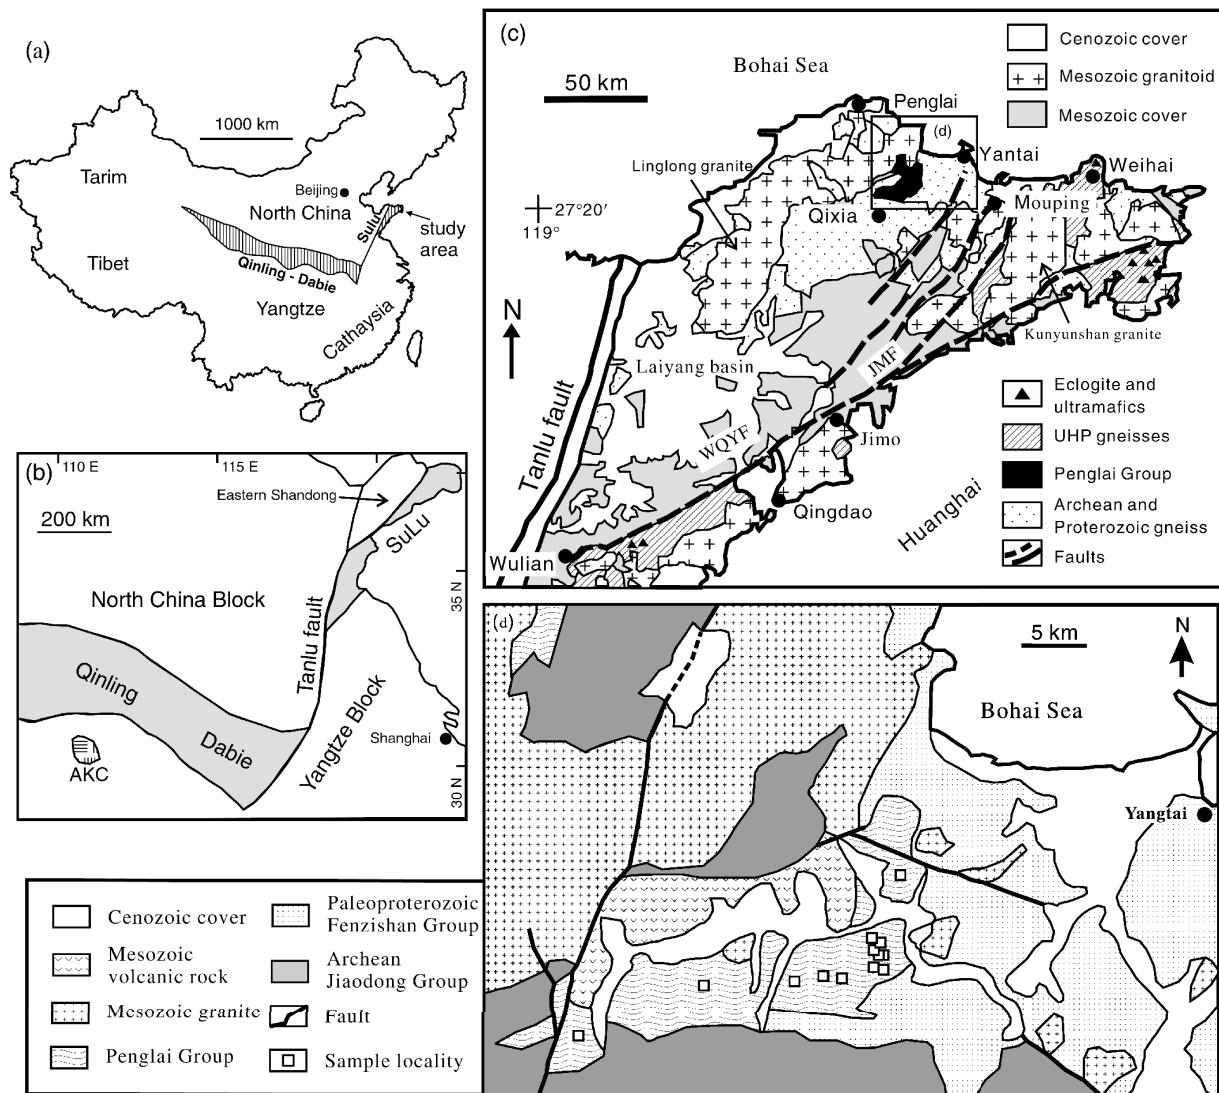 (a)
1000 km
Tarim
Beijing
North China
Sulu
study
area
Tibet
Qinling - Dabie
Yangtze
Cathaysia
(b)
110 E
115 E
Eastern Shandong
200 km
SuLu
North China Block
35 N
Tanlu fault
Qinling
Dabie
Yangtze Block
Shanghai
AKC
30 N
(c)
Bohai Sea
50 km
Cenozoic cover
Mesozoic granitoid
Mesozoic cover
Penglai
(d)
Yantai
Weihai
Linglong granite
27°20'
119°
Qixia
Mouping
N
Kunyunshan granite
Laiyang basin
JMF
Tanlu fault
WQYF
Jimo
Qingdao
Huanghai
Wulian
Eclogite and
ultramafics
UHP gneisses
Penglai Group
Archean and
Proterozoic gneiss
Faults
(d)
5 km
N
Bohai Sea
Yangtai
Cenozoic cover
Mesozoic
volcanic rock
Mesozoic granite
Penglai Group
Paleoproterozoic
Fenzishan Group
Archean
Jiaodong Group
Fault
Sample locality